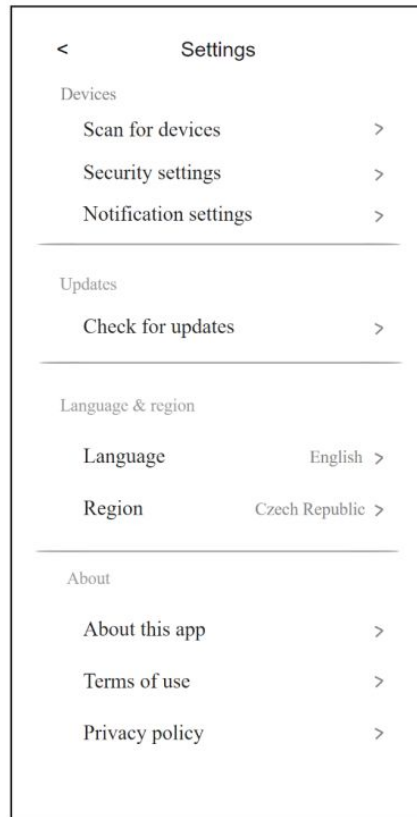 < Settings
Devices
Scan for devices >
Security settings >
Notification settings >
Updates
Check for updates >
Language & region
Language English >
Region Czech Republic >
About
About this app >
Terms of use >
Privacy policy >